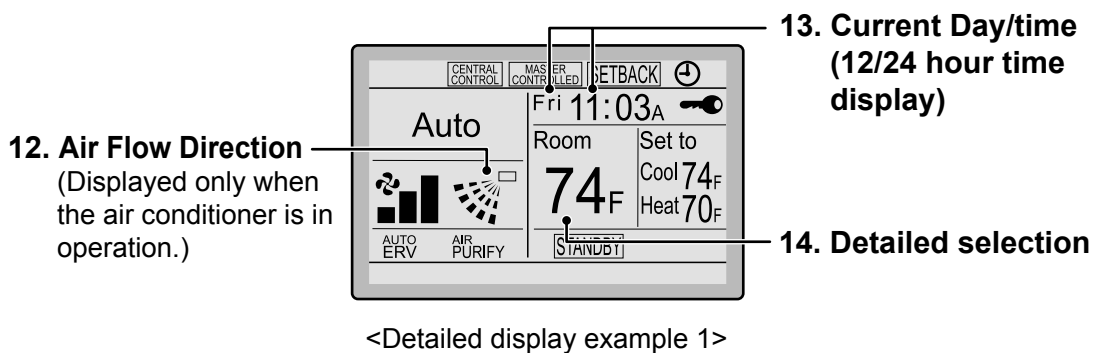 13. Current Day/time
(12/24 hour time
display)
CENTRAL CONTROL
MASTER CONTROLLED
SETBACK
Fri 11:03A
Auto
Room
Set to
12. Air Flow Direction
(Displayed only when
the air conditioner is in
operation.)
74F
Cool 74F
Heat 70F
AUTO ERV
AIR PURIFY
STANDBY
14. Detailed selection
<Detailed display example 1>